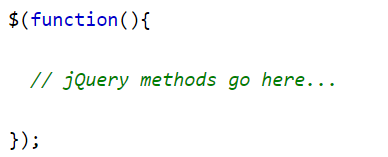 $(function(){
// jQuery methods go here...
});